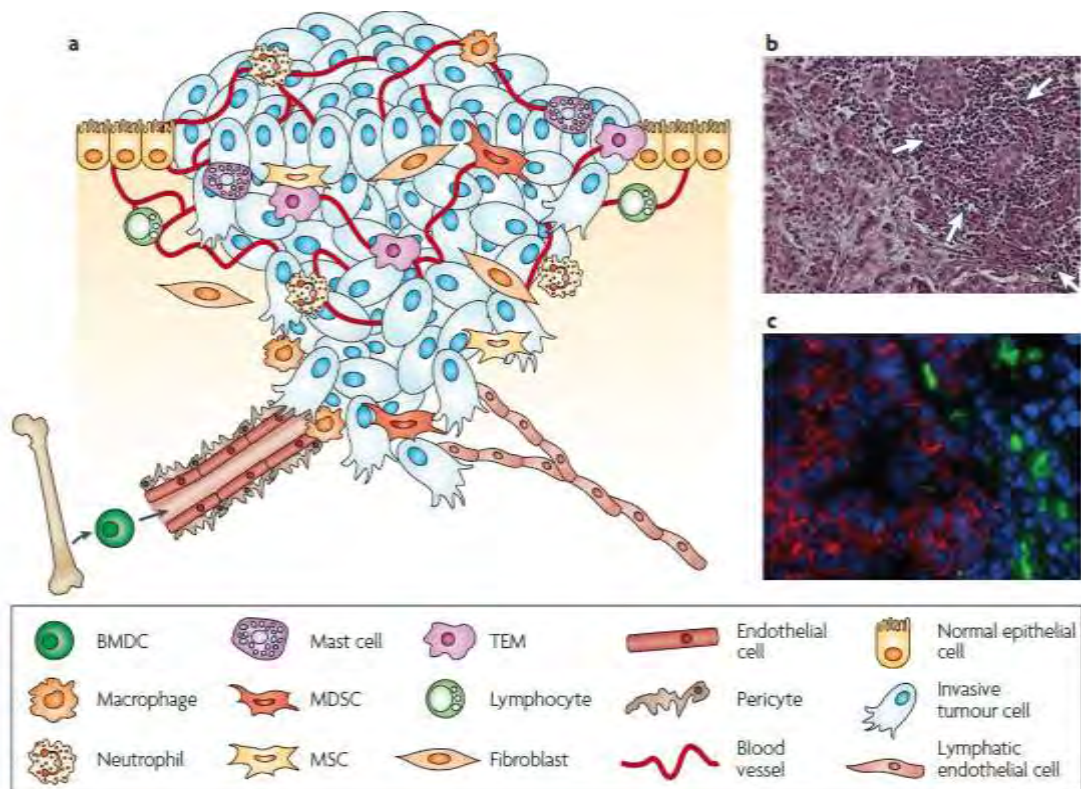 a
b
c
BMDC
Mast cell
TEM
Endothelial
cell
Normal epithelial
cell
Macrophage
MDSC
Lymphocyte
Pericyte
Invasive
tumour cell
Neutrophil
MSC
Fibroblast
Blood
vessel
Lymphatic
endothelial cell